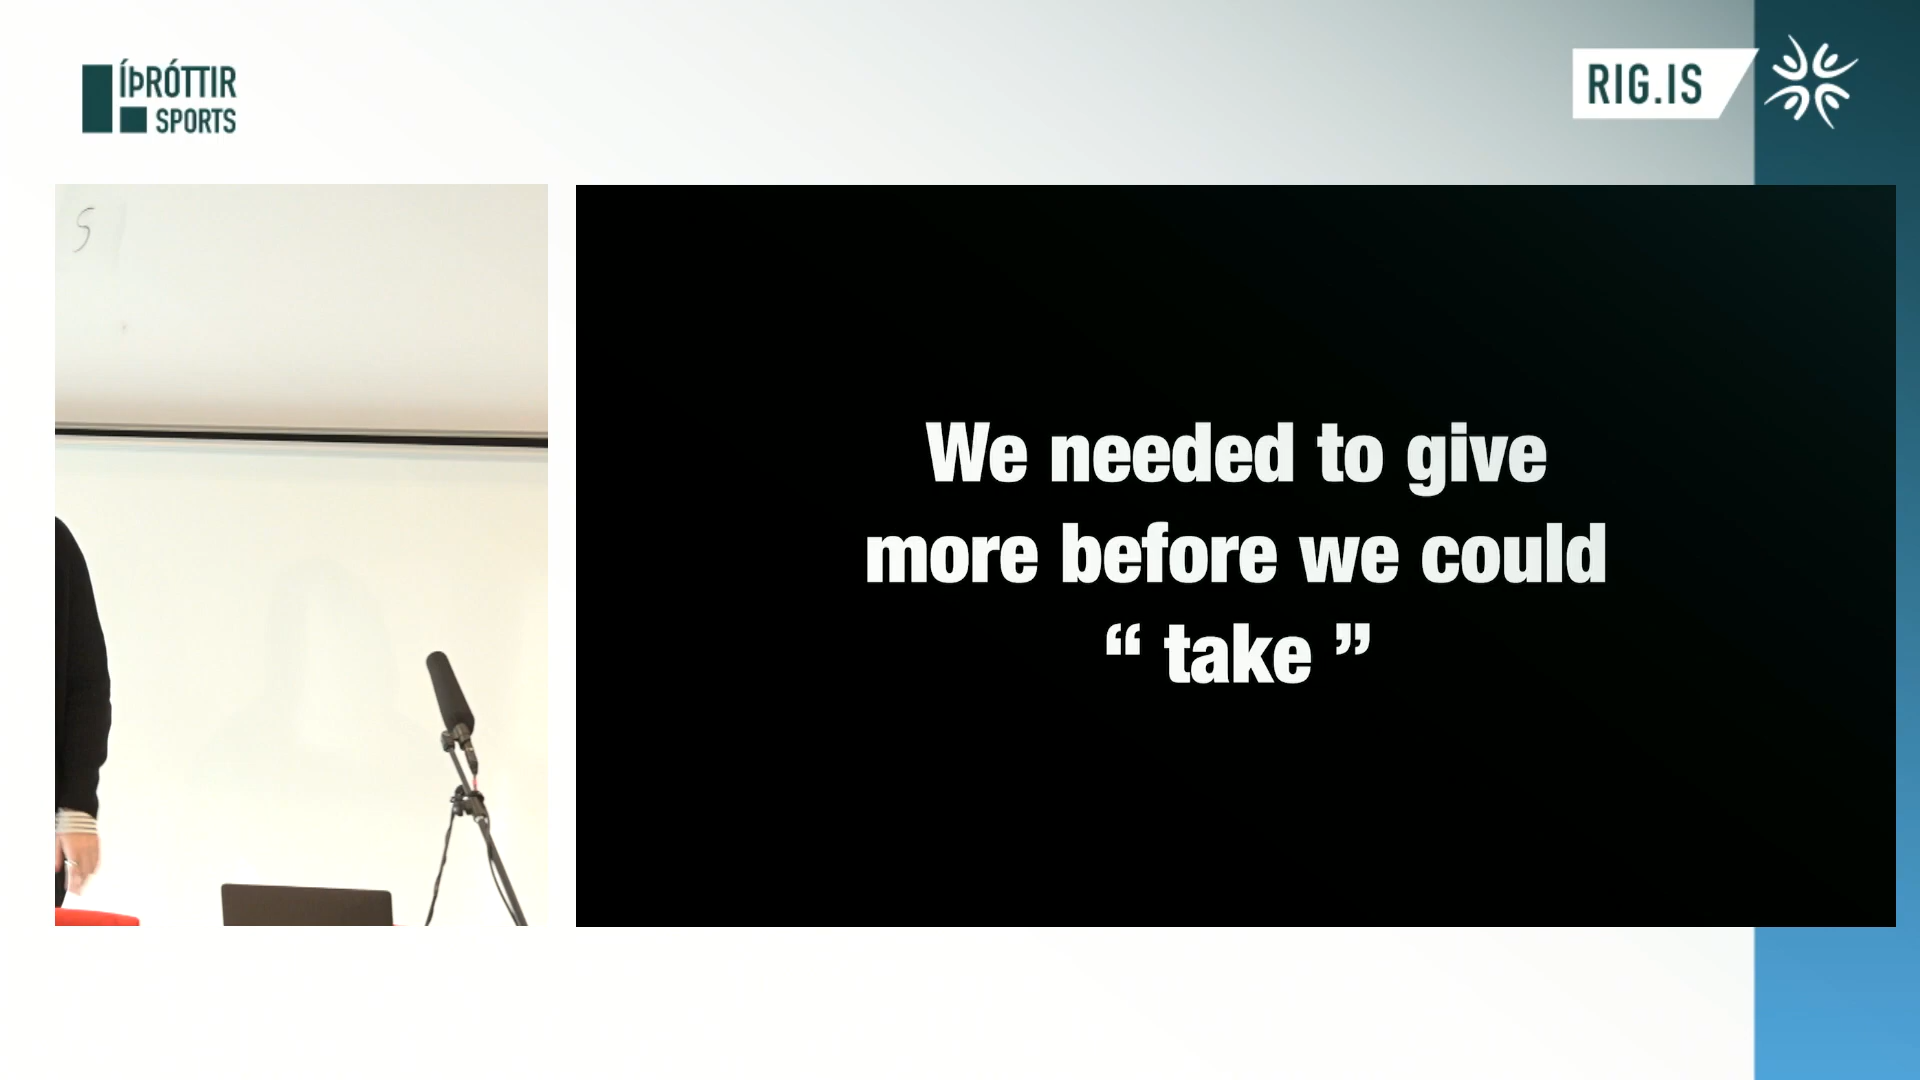 ÍÞRÓTTIR
SPORTS
RIG.IS
S
We needed to give
more before we could
“ take ”